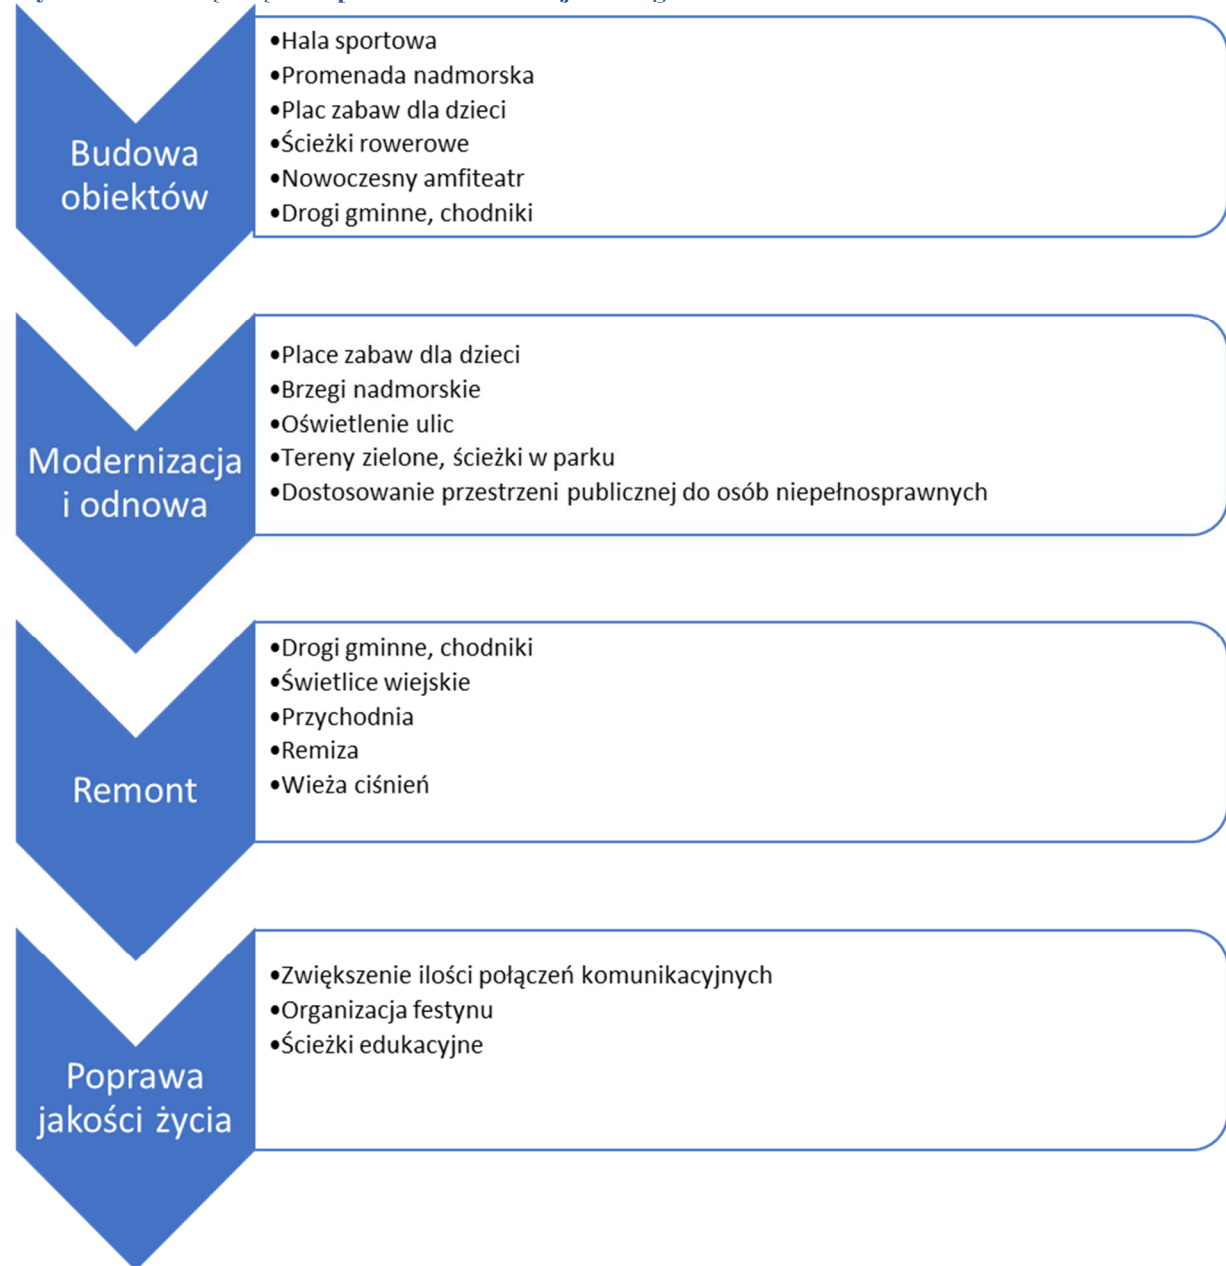 Budowa
obiektów
•Hala sportowa
•Promenada nadmorska
•Plac zabaw dla dzieci
•Ścieżki rowerowe
•Nowoczesny amfiteatr
•Drogi gminne, chodniki
Modernizacja
i odnowa
•Place zabaw dla dzieci
•Brzegi nadmorskie
•Oświetlenie ulic
•Tereny zielone, ścieżki w parku
•Dostosowanie przestrzeni publicznej do osób niepełnosprawnych
Remont
•Drogi gminne, chodniki
•Świetlice wiejskie
•Przychodnia
•Remiza
•Wieża ciśnień
Poprawa
jakości życia
•Zwiększenie ilości połączeń komunikacyjnych
•Organizacja festynu
•Ścieżki edukacyjne